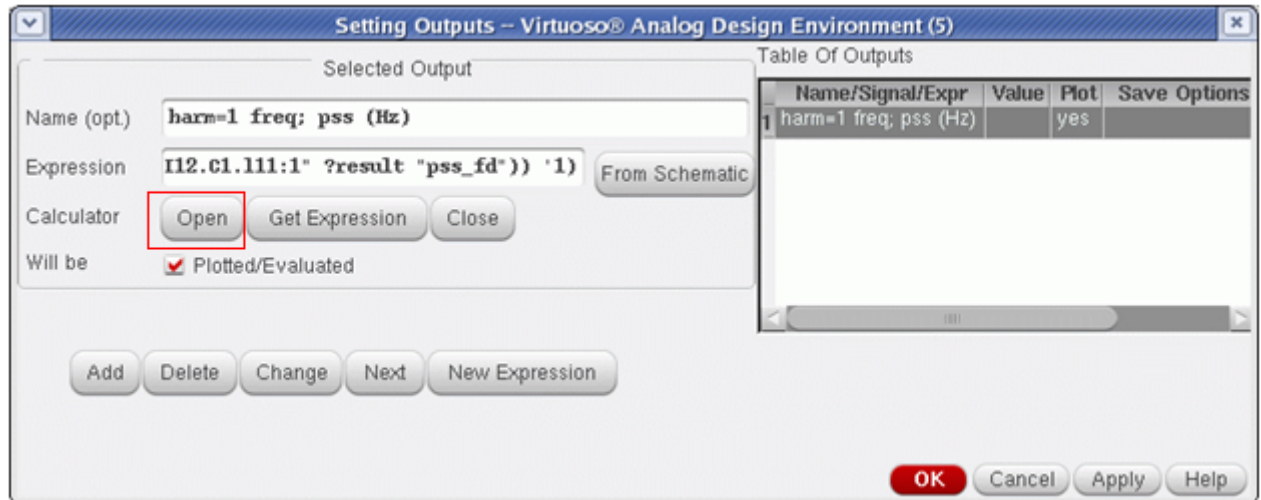 Setting Outputs -- Virtuoso® Analog Design Environment (5)
Selected Output
Name (opt.) harm=1 freq; pss (Hz)
Expression I12.C1.l11:1" ?result "pss_fd")) '1) From Schematic
Calculator Open Get Expression Close
Will be Plotted/Evaluated
Table Of Outputs
Name/Signal/Expr Value Plot Save Options
1 harm=1 freq; pss (Hz) yes
Add Delete Change Next New Expression
OK Cancel Apply Help